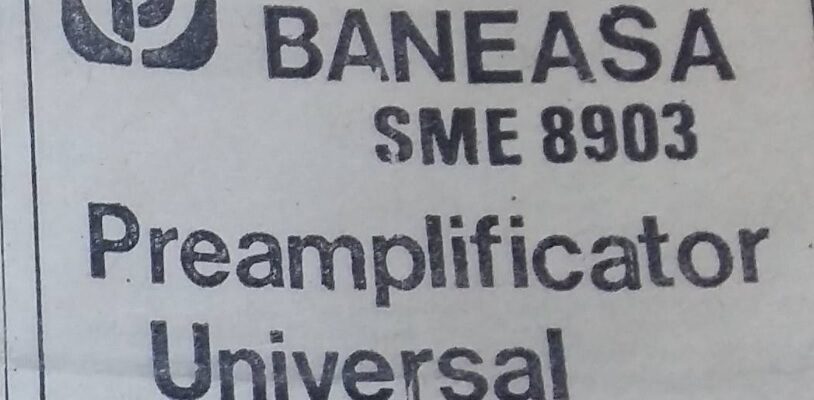 BANEASA
SME 8903
Preamplificator
Universal